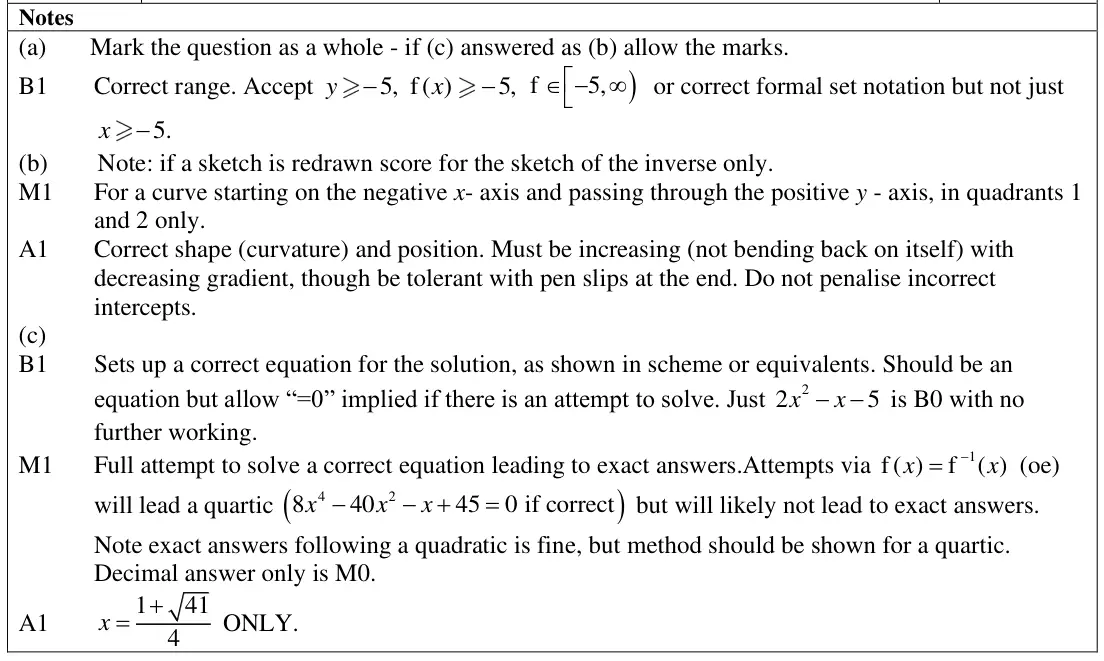 Notes
(a) Mark the question as a whole - if (c) answered as (b) allow the marks.
B1 Correct range. Accept y ⩾ −5, f(x) ⩾ −5, f ∈ [−5, ∞) or correct formal set notation but not just
x ⩾ −5.
(b) Note: if a sketch is redrawn score for the sketch of the inverse only.
M1 For a curve starting on the negative x- axis and passing through the positive y - axis, in quadrants 1
and 2 only.
A1 Correct shape (curvature) and position. Must be increasing (not bending back on itself) with
decreasing gradient, though be tolerant with pen slips at the end. Do not penalise incorrect
intercepts.
(c)
B1 Sets up a correct equation for the solution, as shown in scheme or equivalents. Should be an
equation but allow “=0” implied if there is an attempt to solve. Just 2x² − x − 5 is B0 with no
further working.
M1 Full attempt to solve a correct equation leading to exact answers.Attempts via f(x) = f⁻¹(x) (oe)
will lead a quartic (8x⁴ − 40x² − x + 45 = 0 if correct) but will likely not lead to exact answers.
Note exact answers following a quadratic is fine, but method should be shown for a quartic.
Decimal answer only is M0.
A1 x = (1 + √41)/4 ONLY.